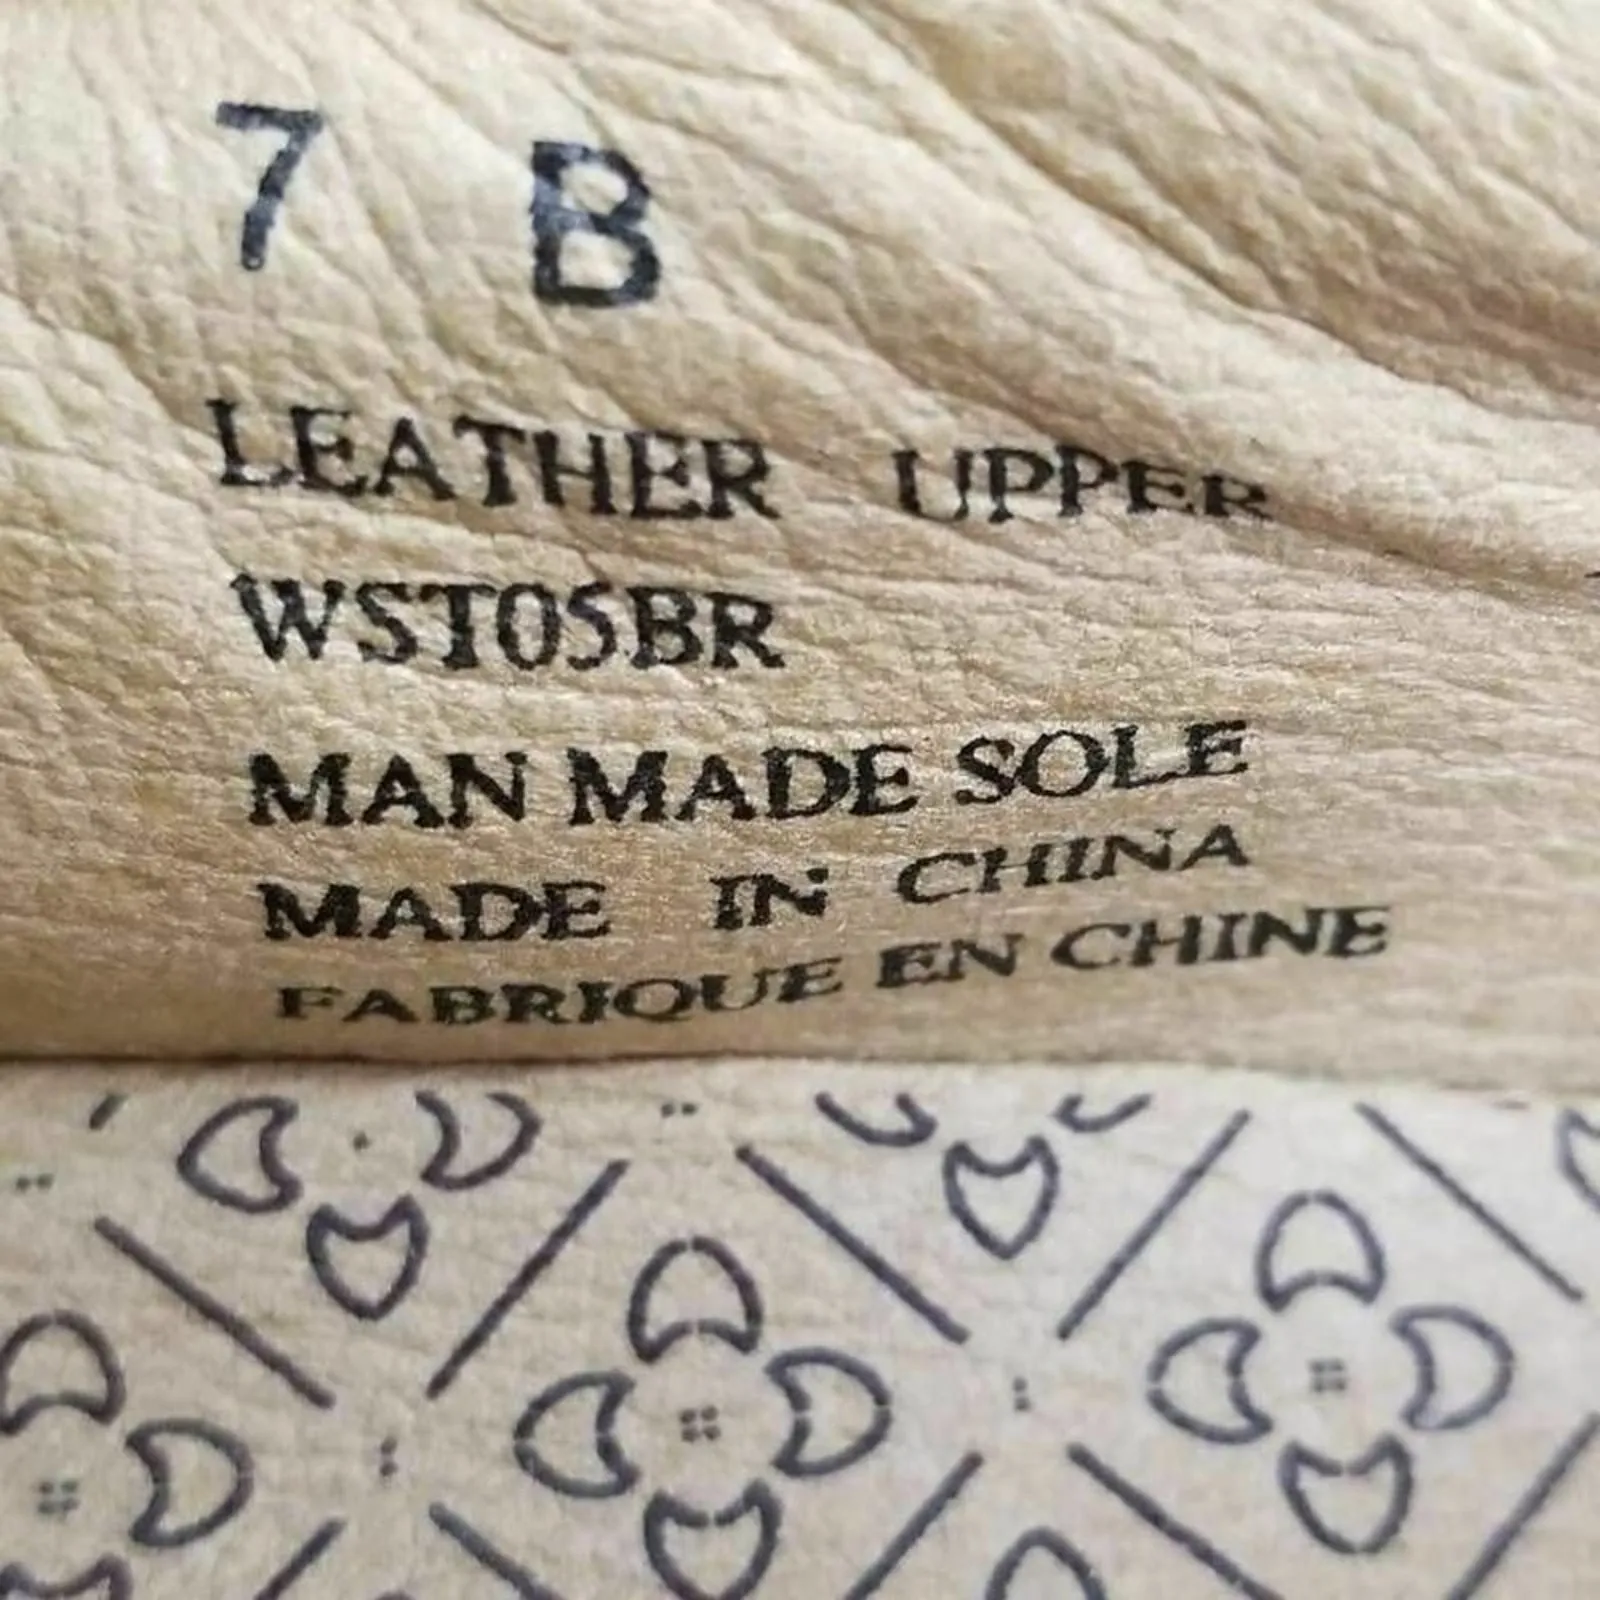 7 B
LEATHER UPPER
WST05BR
MAN MADE SOLE
MADE IN CHINA
FABRIQUE EN CHINE